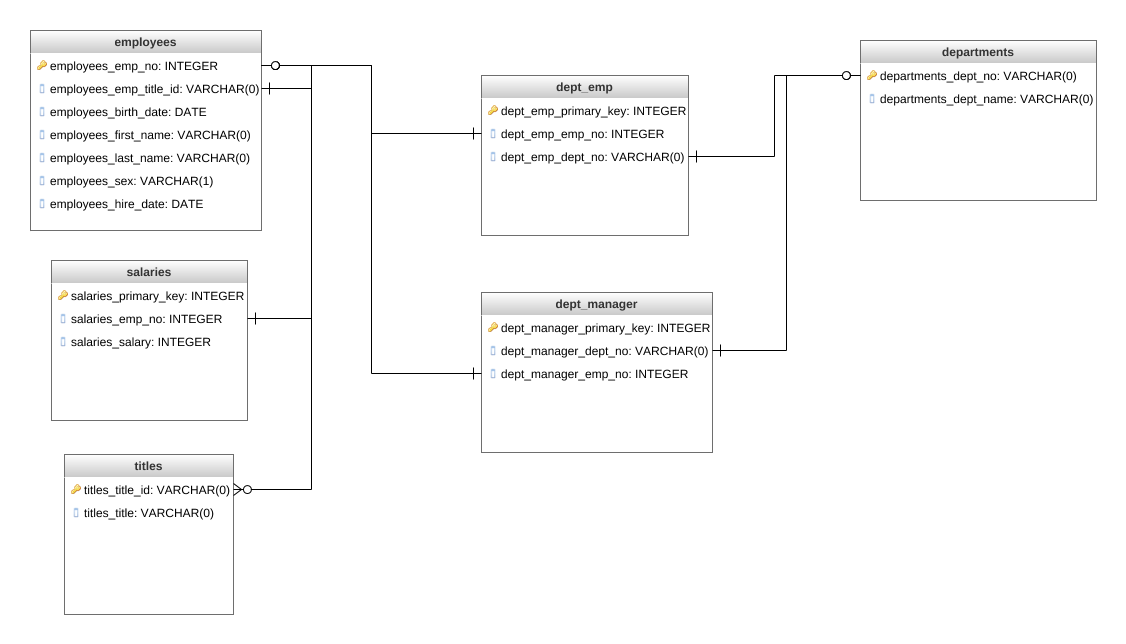 employees
employees_emp_no: INTEGER
employees_emp_title_id: VARCHAR(0)
employees_birth_date: DATE
employees_first_name: VARCHAR(0)
employees_last_name: VARCHAR(0)
employees_sex: VARCHAR(1)
employees_hire_date: DATE
salaries
salaries_primary_key: INTEGER
salaries_emp_no: INTEGER
salaries_salary: INTEGER
titles
titles_title_id: VARCHAR(0)
titles_title: VARCHAR(0)
dept_emp
dept_emp_primary_key: INTEGER
dept_emp_emp_no: INTEGER
dept_emp_dept_no: VARCHAR(0)
dept_manager
dept_manager_primary_key: INTEGER
dept_manager_dept_no: VARCHAR(0)
dept_manager_emp_no: INTEGER
departments
departments_dept_no: VARCHAR(0)
departments_dept_name: VARCHAR(0)